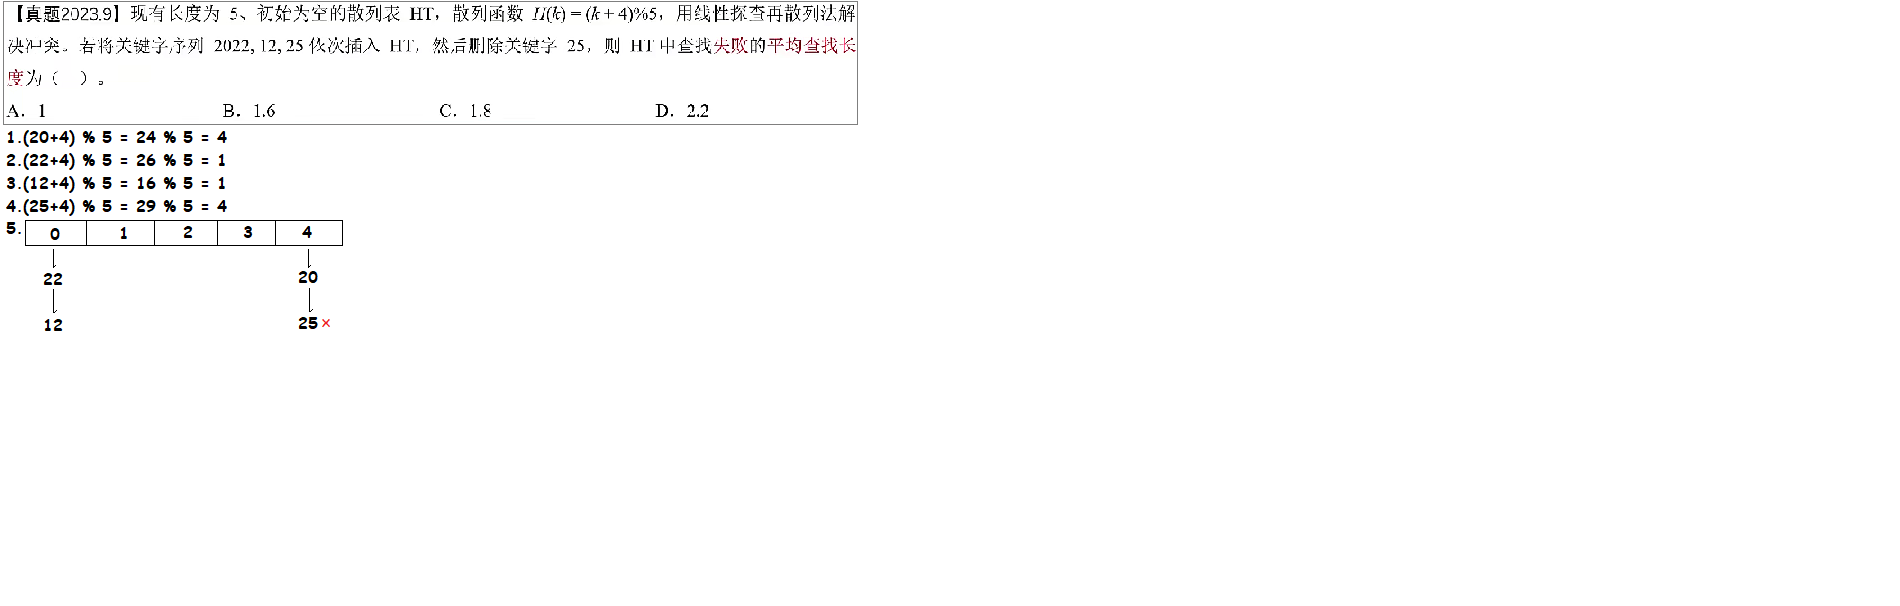 【真题2023.9】现有长度为 5、初始为空的散列表 HT，散列函数 H(k) = (k + 4)%5，用线性探查再散列法解
决冲突。若将关键字序列 2022, 12, 25 依次插入 HT，然后删除关键字 25，则 HT 中查找失败的平均查找长
度为（ ）。
A. 1 B. 1.6 C. 1.8 D. 2.2
1.(20+4) % 5 = 24 % 5 = 4
2.(22+4) % 5 = 26 % 5 = 1
3.(12+4) % 5 = 16 % 5 = 1
4.(25+4) % 5 = 29 % 5 = 4
5. 0 1 2 3 4
22 20
12 25 ×